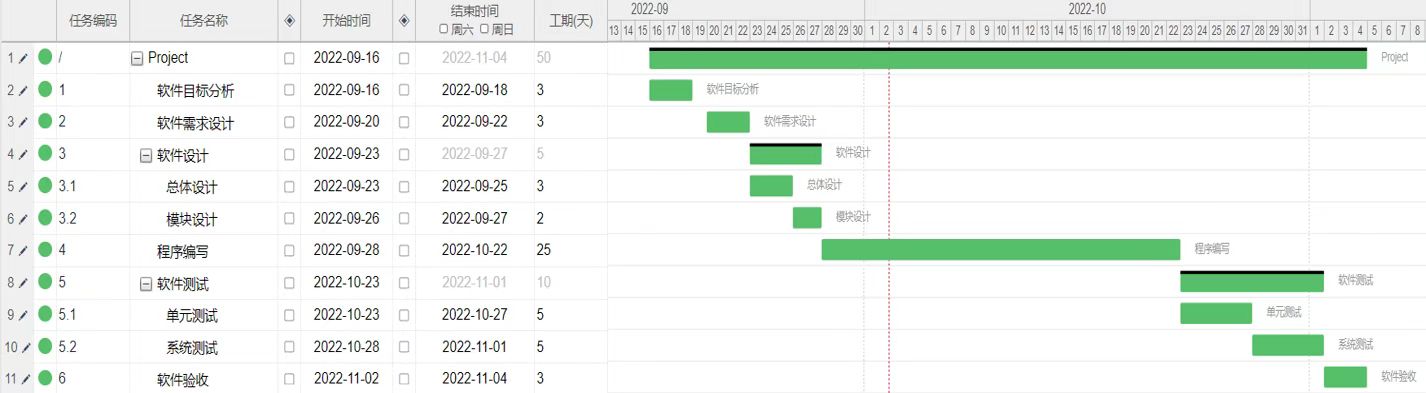 2022-09 2022-10
任务编码 任务名称 开始时间 结束时间 工期(天)
周六 周日
13 14 15 16 17 18 19 20 21 22 23 24 25 26 27 28 29 30 1 2 3 4 5 6 7 8 9 10 11 12 13 14 15 16 17 18 19 20 21 22 23 24 25 26 27 28 29 30 31 1 2 3 4 5 6 7 8
1 / Project 2022-09-16 2022-11-04 50 Project
2 1 软件目标分析 2022-09-16 2022-09-18 3 软件目标分析
3 2 软件需求设计 2022-09-20 2022-09-22 3 软件需求设计
4 3 软件设计 2022-09-23 2022-09-27 5 软件设计
5 3.1 总体设计 2022-09-23 2022-09-25 3 总体设计
6 3.2 模块设计 2022-09-26 2022-09-27 2 模块设计
7 4 程序编写 2022-09-28 2022-10-22 25 程序编写
8 5 软件测试 2022-10-23 2022-11-01 10 软件测试
9 5.1 单元测试 2022-10-23 2022-10-27 5 单元测试
10 5.2 系统测试 2022-10-28 2022-11-01 5 系统测试
11 6 软件验收 2022-11-02 2022-11-04 3 软件验收